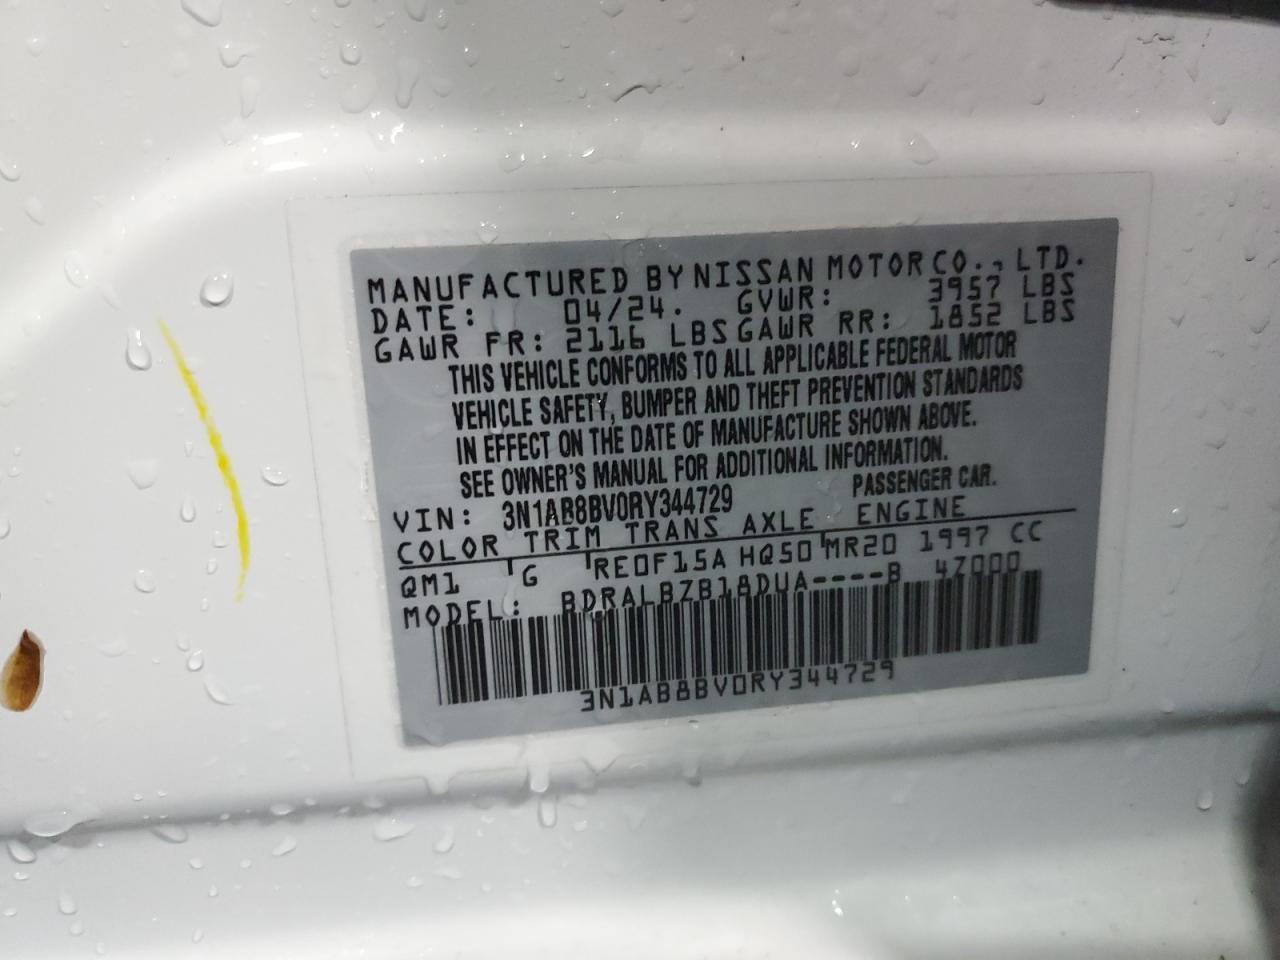 MANUFACTURED BY NISSAN MOTOR CO., LTD.
DATE: 04/24. GVWR: 3957 LBS
GAWR FR: 2116 LBS GAWR RR: 1852 LBS
THIS VEHICLE CONFORMS TO ALL APPLICABLE FEDERAL MOTOR
VEHICLE SAFETY, BUMPER AND THEFT PREVENTION STANDARDS
IN EFFECT ON THE DATE OF MANUFACTURE SHOWN ABOVE.
SEE OWNER'S MANUAL FOR ADDITIONAL INFORMATION.
VIN: 3N1AB8BV0RY344729 PASSENGER CAR.
COLOR TRIM TRANS AXLE ENGINE
QM1 G RE0F15A HQ50 MR20 1997 CC
MODEL: BDRALBZB18DUA----B 47000
3N1AB8BV0RY344729